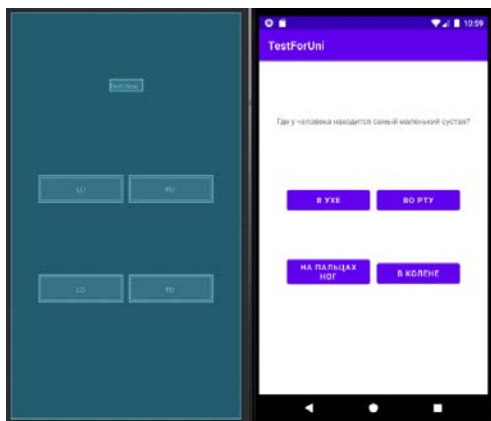 TextView
LU
RU
LD
RD
10:59
TestForUni
Где у человека находится самый маленький сустав?
В УХЕ
ВО РТУ
НА ПАЛЬЦАХ
НОГ
В КОЛЕНЕ